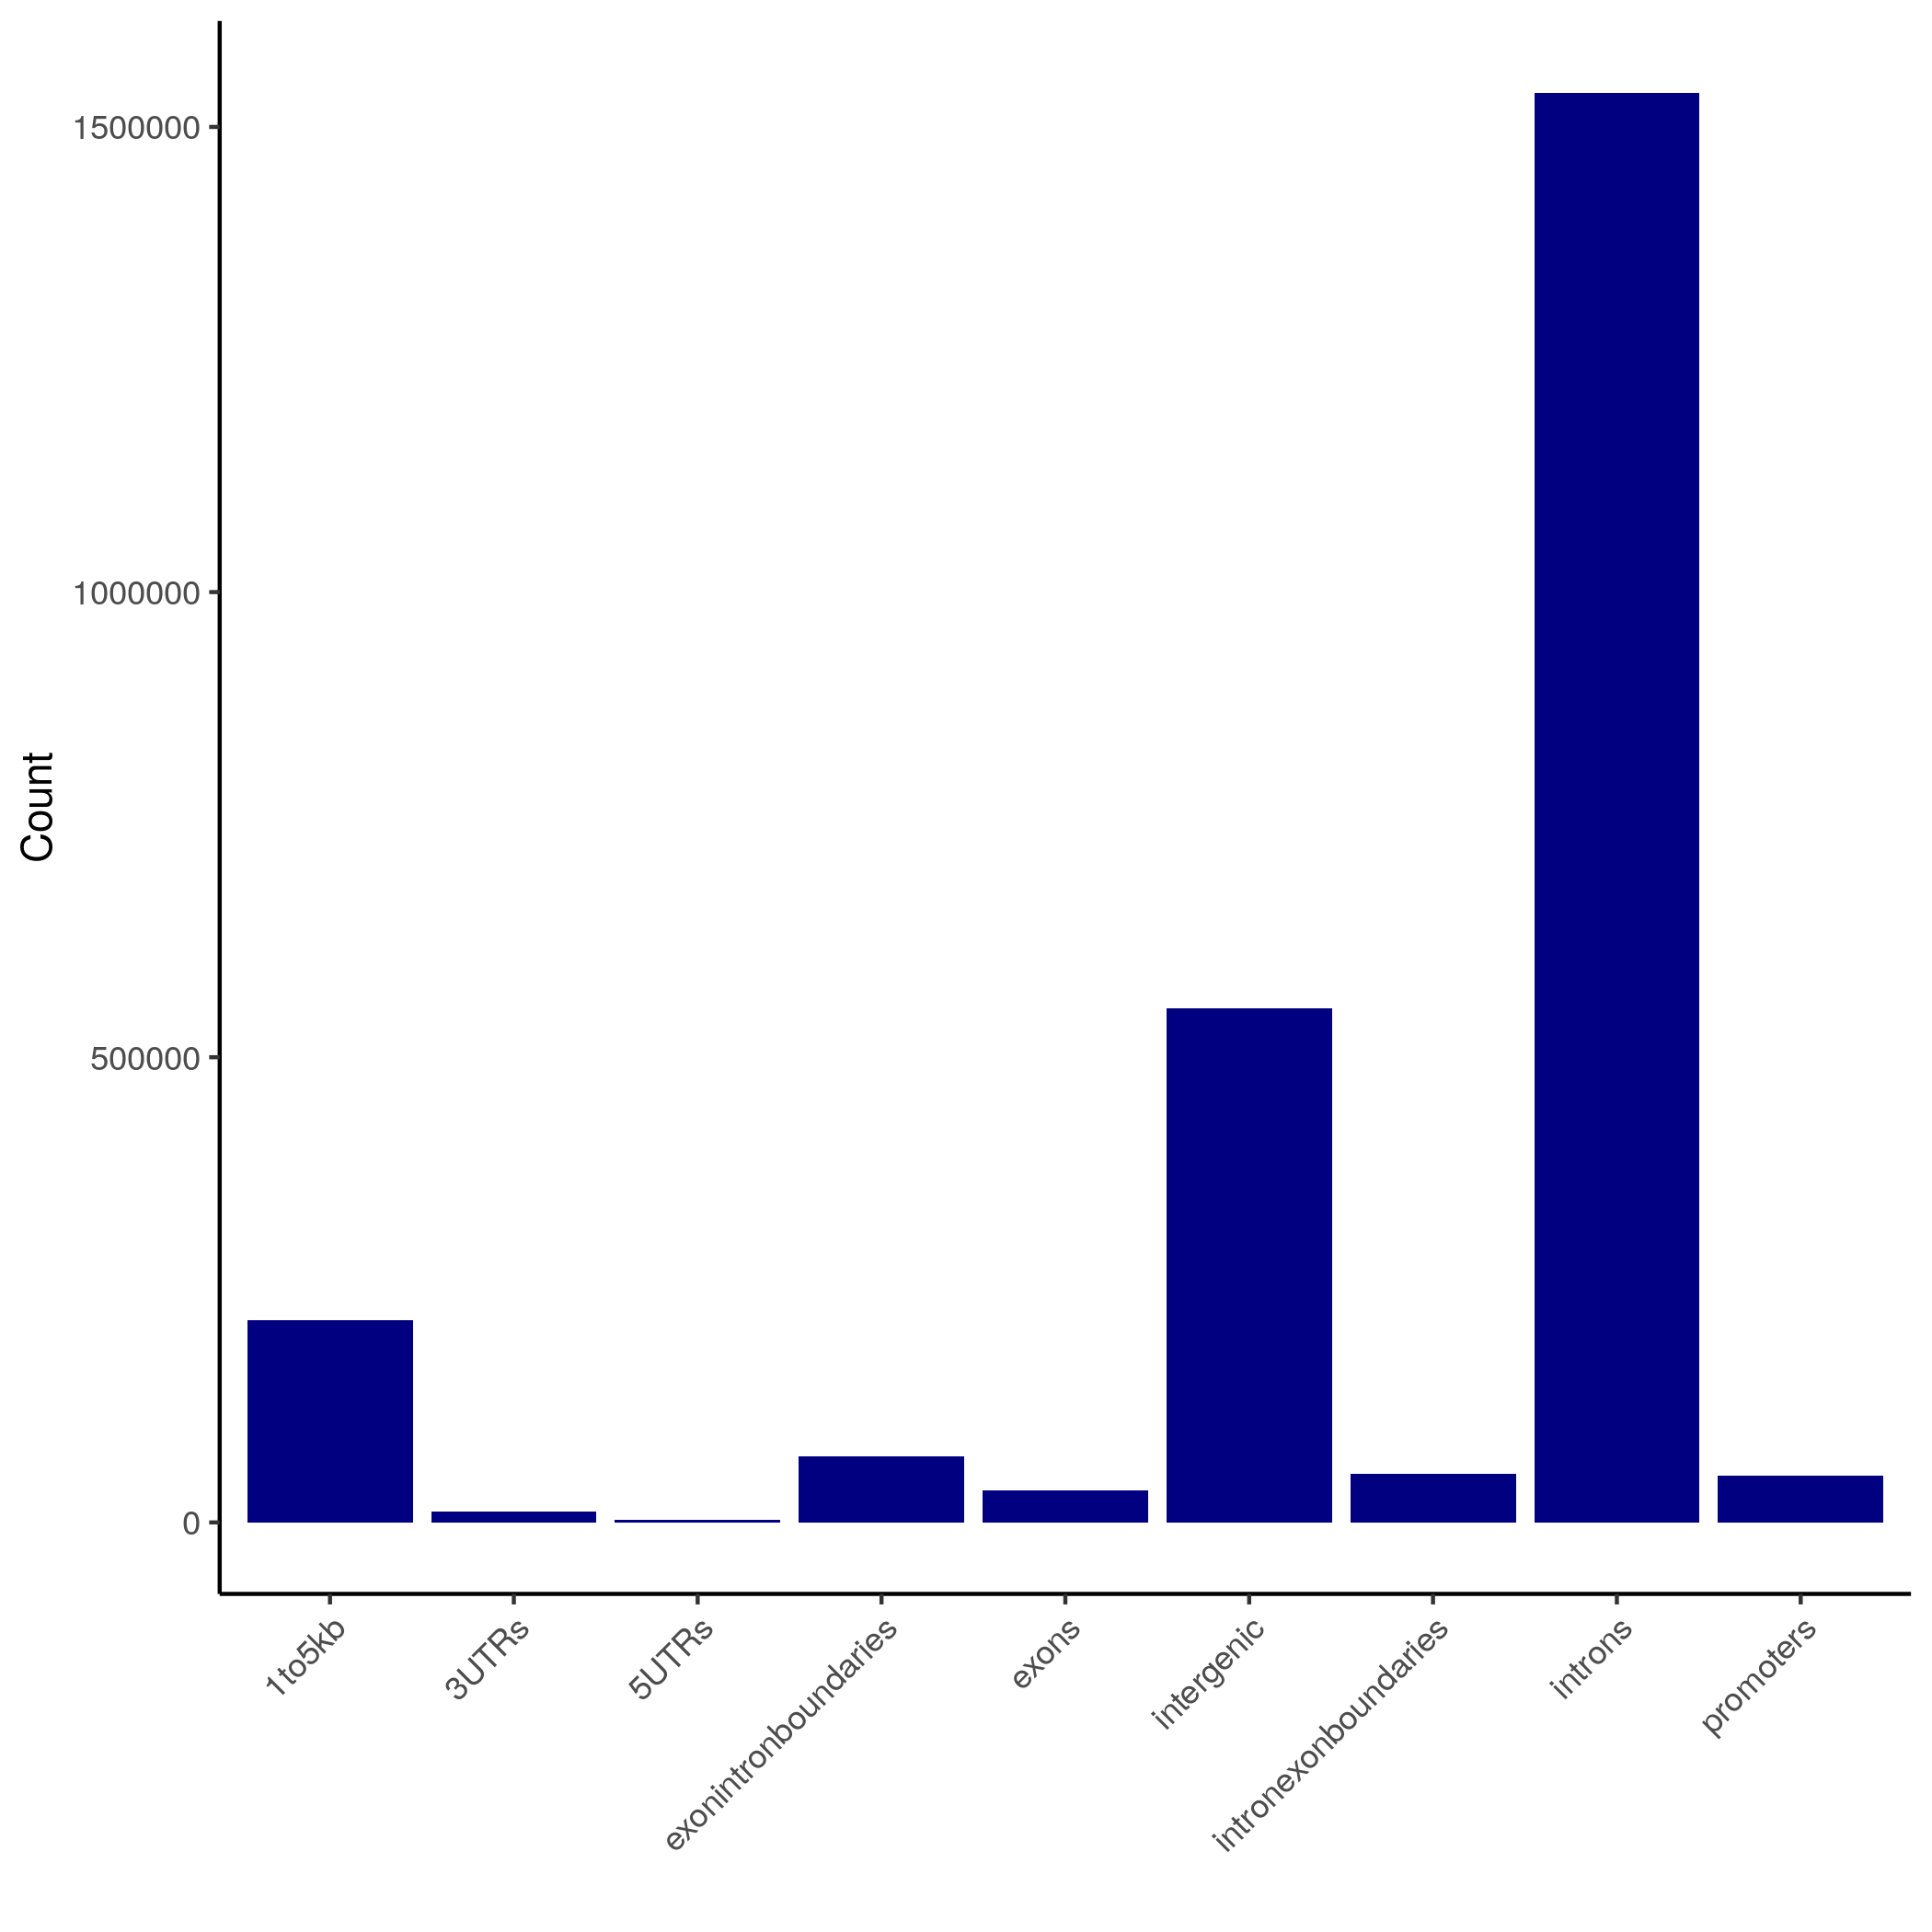 Count
1500000
1000000
500000
0
1to5kb
3UTRs
5UTRs
exonintronboundaries
exons
intergenic
intronexonboundaries
introns
promoters